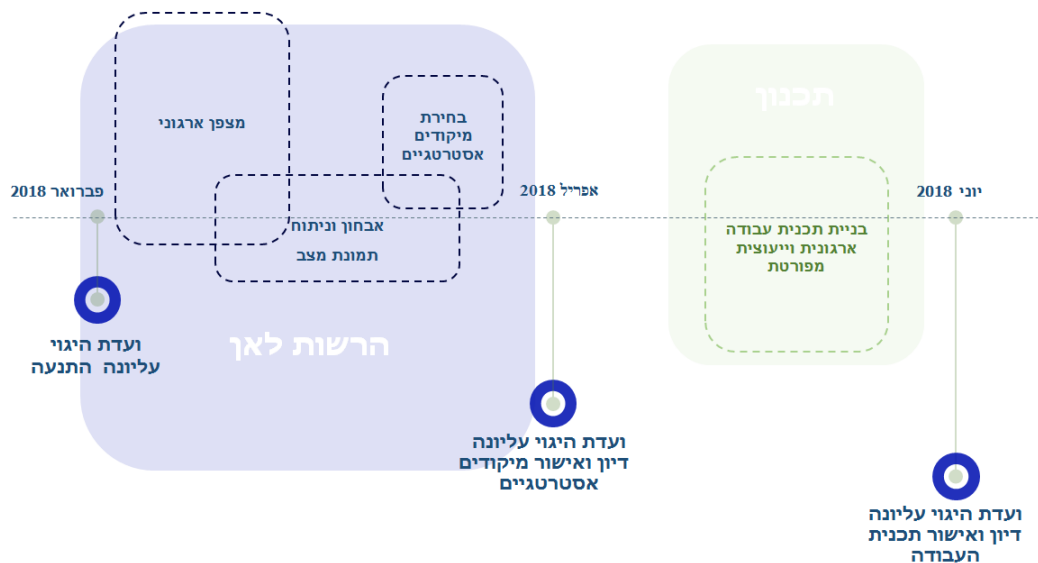 תכנון
מצפן ארגוני
בחירת
מיקודים
אסטרטגיים
פברואר 2018
אפריל 2018
יוני 2018
אבחון וניתוח
תמונת מצב
בניית תכנית עבודה
ארגונית וייעוצית
מפורטת
הרשות לאן
ועדת היגוי
עליונה התנעה
ועדת היגוי עליונה
דיון ואישור מיקודים
אסטרטגיים
ועדת היגוי עליונה
דיון ואישור תכנית
העבודה